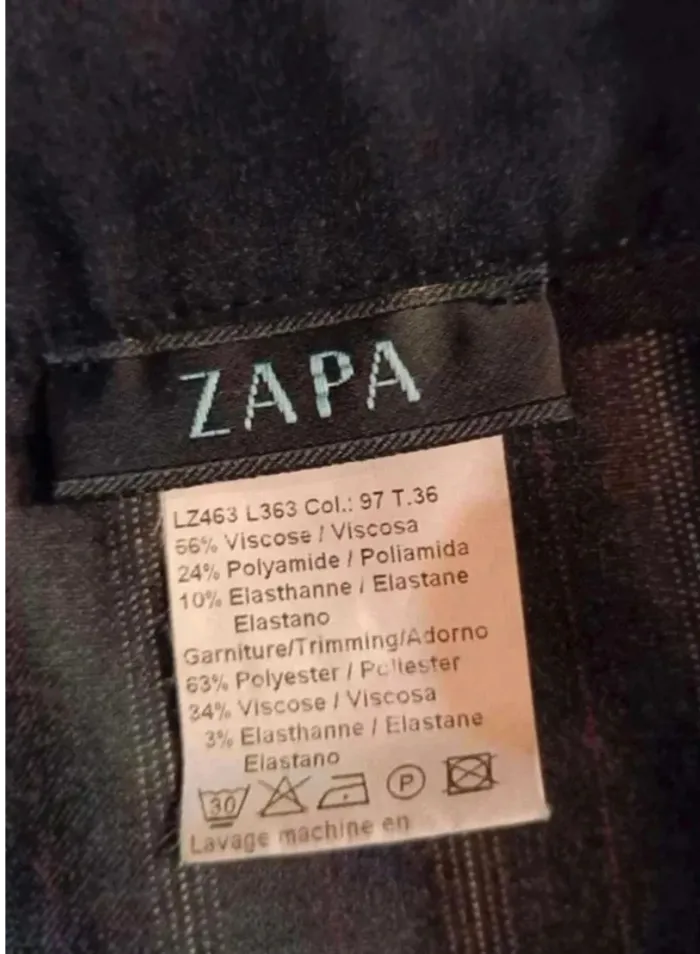 ZAPA
LZ463 L363 Col.: 97 T.36
66% Viscose / Viscosa
24% Polyamide / Poliamida
10% Elasthanne / Elastane
Elastano
Garniture/Trimming/Adorno
63% Polyester / Poliester
34% Viscose / Viscosa
3% Elasthanne / Elastane
Elastano
30 P
Lavage machine en